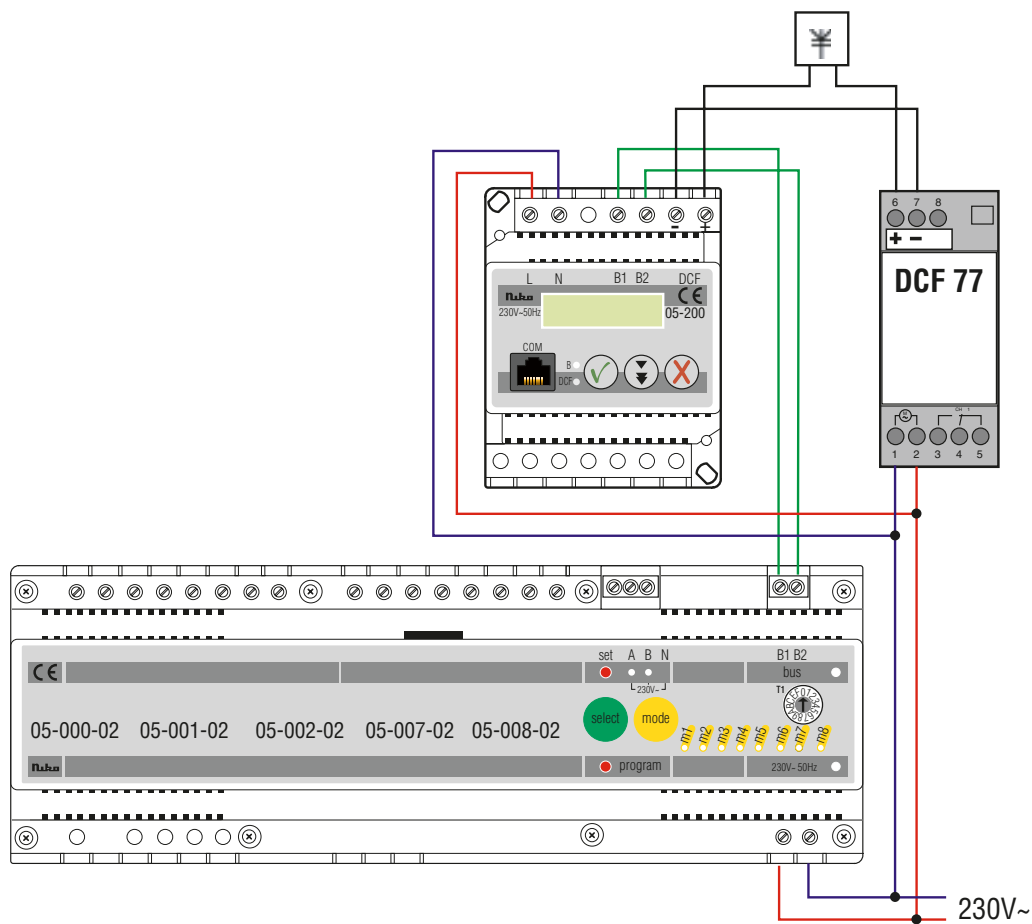 6 7 8
+ -
DCF 77
- +
L N B1 B2 DCF
Niko CE
230V~50Hz 05-200
COM
B
DCF
CH 1
1 2 3 4 5
set A B N B1 B2
CE bus
230V~
T1
select mode
05-000-02 05-001-02 05-002-02 05-007-02 05-008-02
m1 m2 m3 m4 m5 m6 m7 m8
Niko program 230V~ 50Hz
230V~